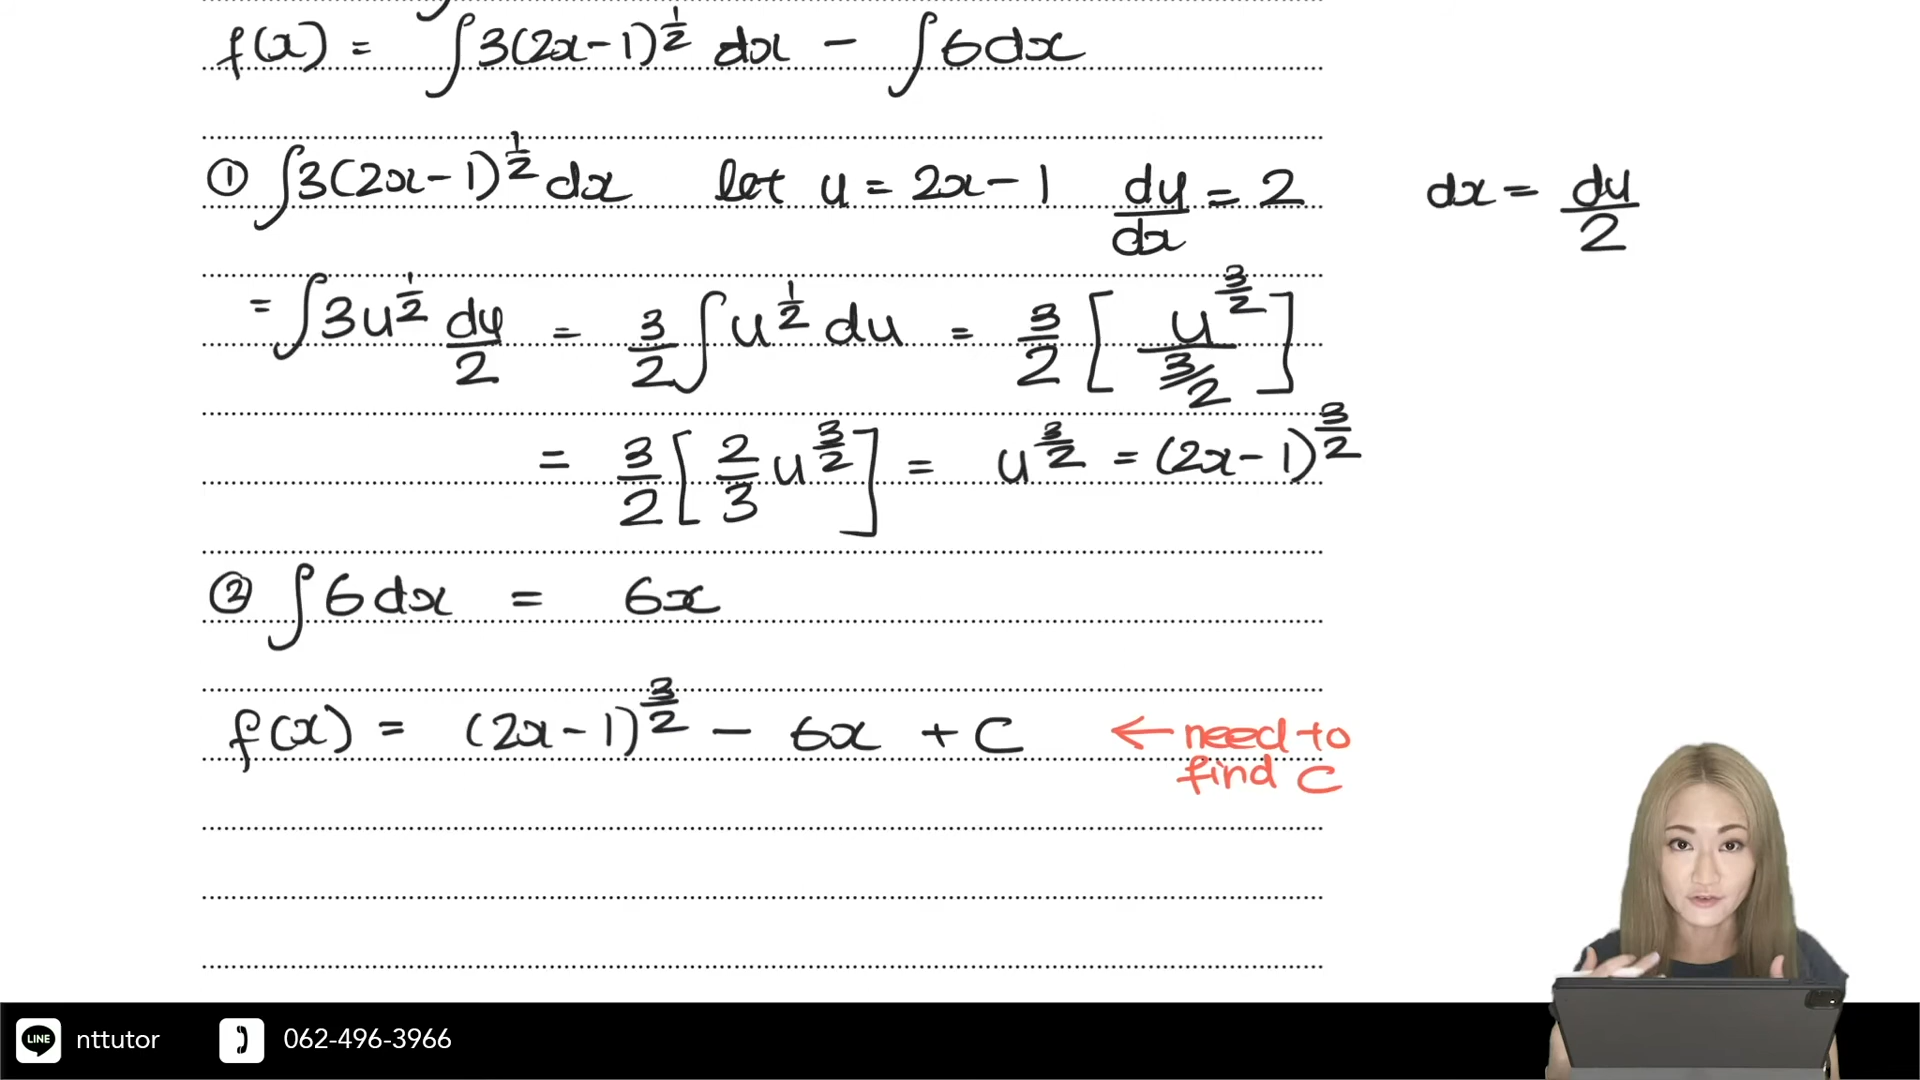 f(x) = ∫3(2x-1)^{1/2} dx - ∫6dx
① ∫3(2x-1)^{1/2} dx let u = 2x-1 du/dx = 2 dx = du/2
= ∫3u^{1/2} du/2 = 3/2 ∫u^{1/2} du = 3/2 [u^{3/2} / (3/2)]
= 3/2 [2/3 u^{3/2}] = u^{3/2} = (2x-1)^{3/2}
② ∫6dx = 6x
f(x) = (2x-1)^{3/2} - 6x + C ← need to
find C
LINE nttutor 062-496-3966